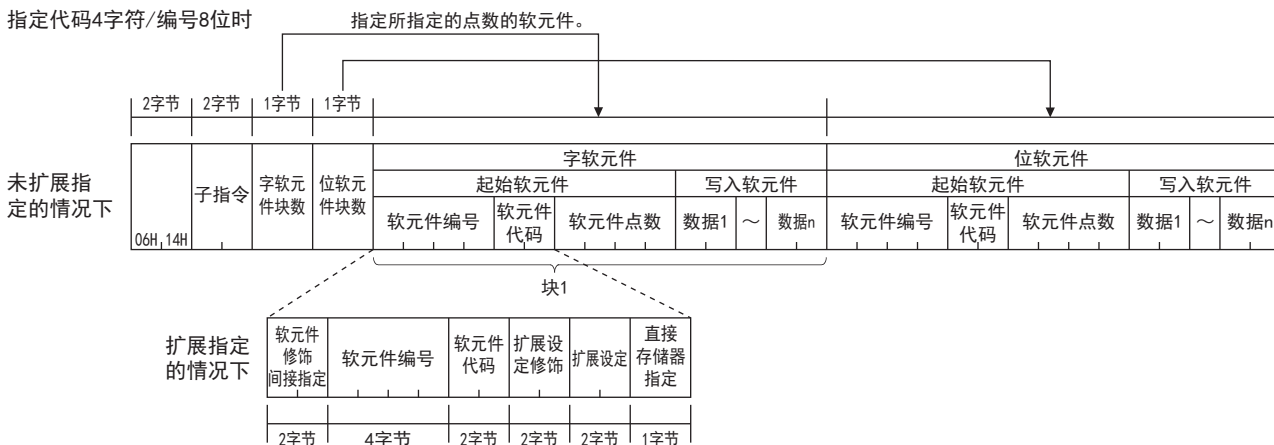 指定代码4字符/编号8位时
指定所指定的点数的软元件。
2字节 2字节 1字节 1字节
未扩展指
定的情况下
06H 14H
子指令
字软元
件块数
位软元
件块数
字软元件
起始软元件 写入软元件
软元件编号
软元件
代码
软元件点数
数据1 ～ 数据n
位软元件
起始软元件 写入软元件
软元件编号
软元件
代码
软元件点数
数据1 ～ 数据n
块1
扩展指定
的情况下
软元件
修饰
间接指定
软元件编号
软元件
代码
扩展设
定修饰
扩展设定
直接
存储器
指定
2字节 4字节 2字节 2字节 2字节 1字节